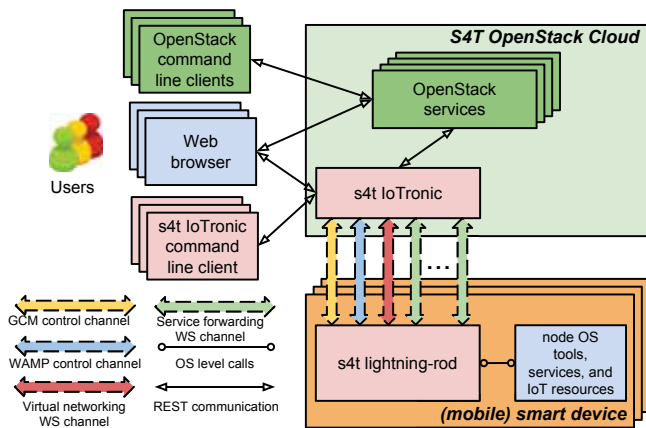 OpenStack
command
line clients
S4T OpenStack Cloud
OpenStack
services
Web
browser
Users
s4t IoTronic
s4t IoTronic
command
line client
...
GCM control channel
Service forwarding
WS channel
WAMP control channel
OS level calls
Virtual networking
WS channel
REST communication
s4t lightning-rod
node OS
tools,
services, and
IoT resources
(mobile) smart device